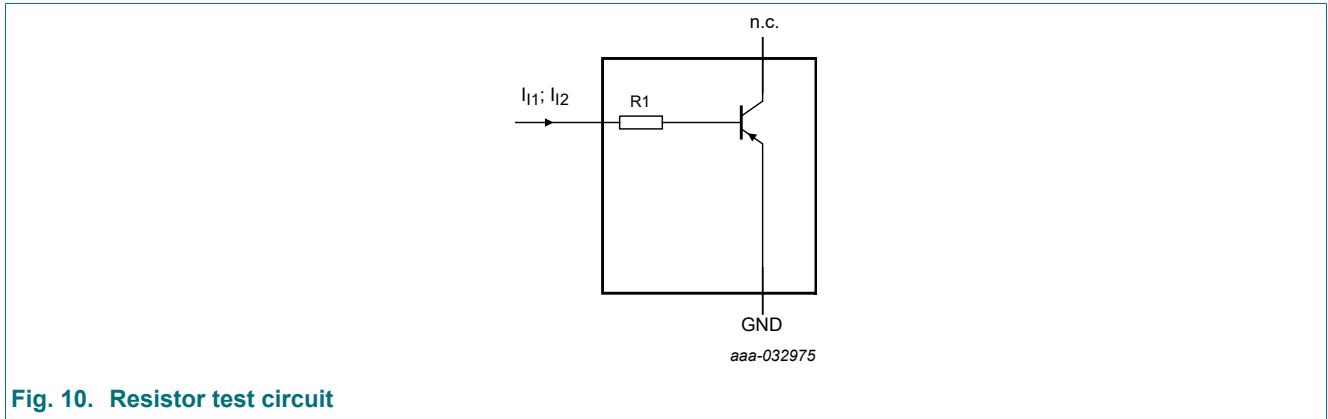 n.c.
I_I1; I_I2
R1
GND
aaa-032975
Fig. 10. Resistor test circuit